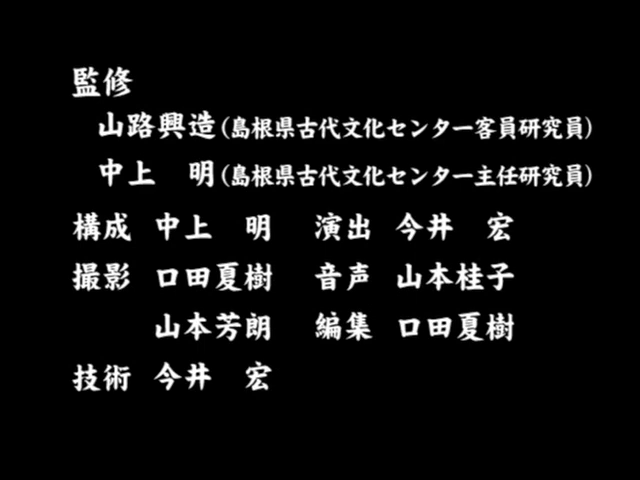 監修
山路興造(島根県古代文化センター客員研究員)
中上　明(島根県古代文化センター主任研究員)
構成　中上　明　演出　今井　宏
撮影　口田夏樹　音声　山本桂子
山本芳朗　編集　口田夏樹
技術　今井　宏